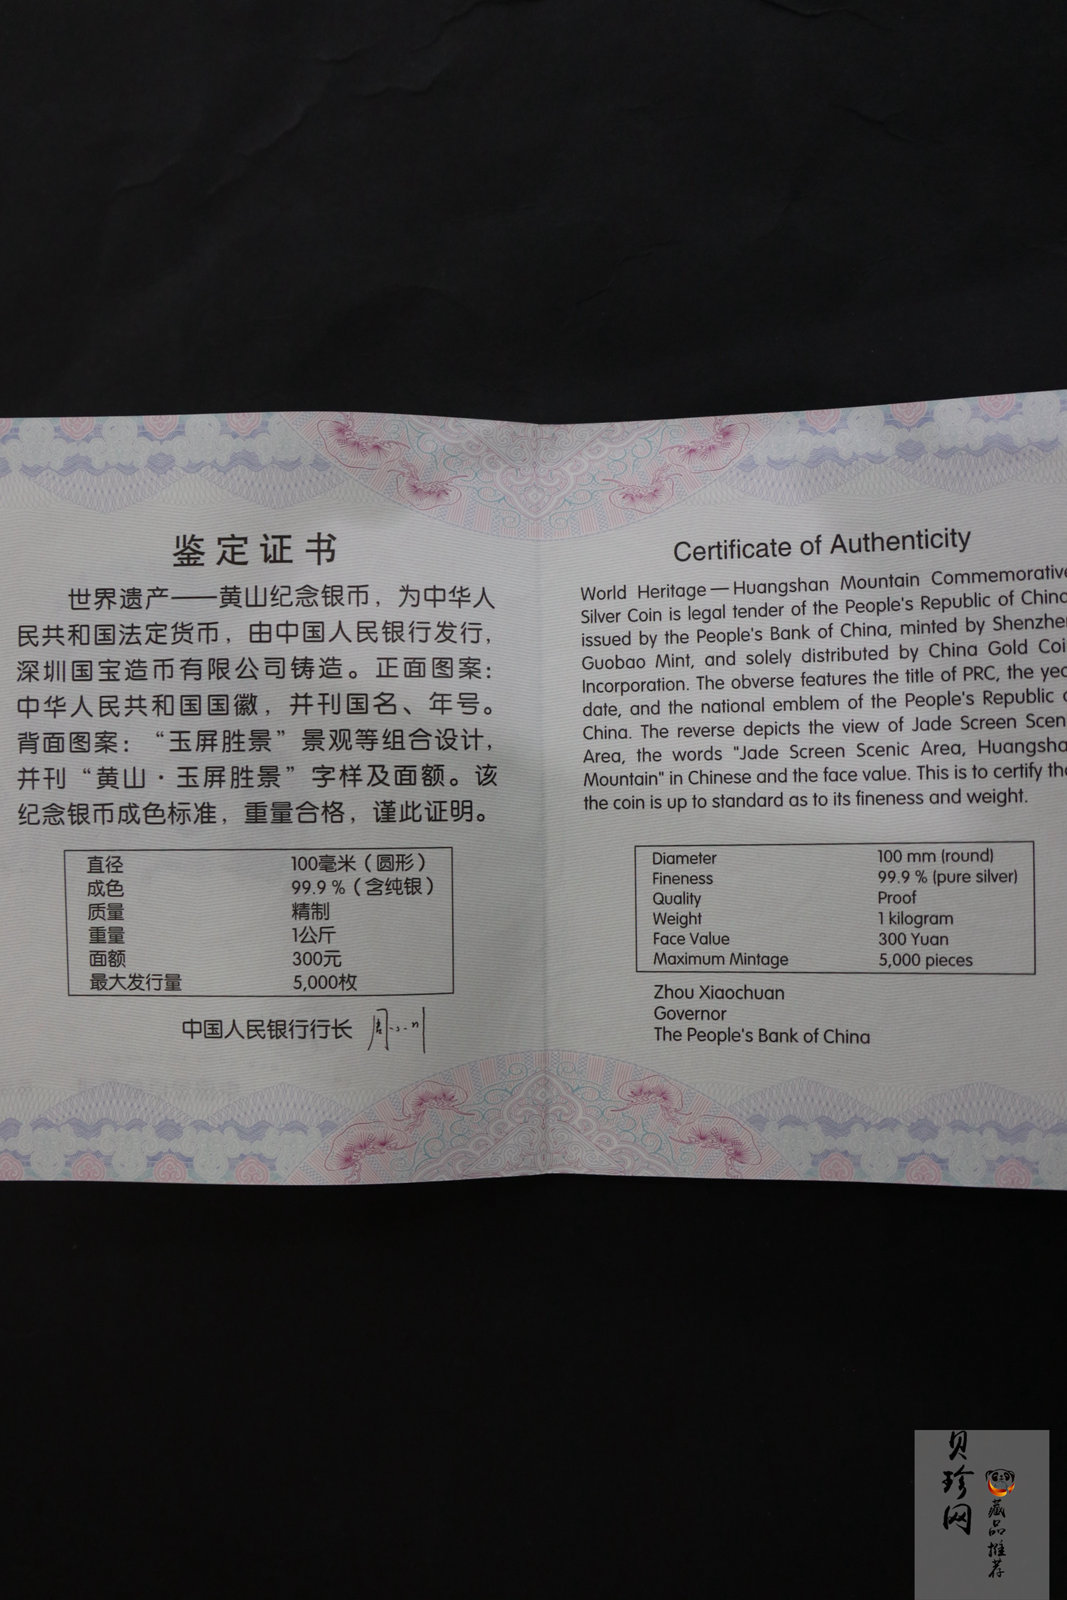 鉴定证书
世界遗产——黄山纪念银币，为中华人
民共和国法定货币，由中国人民银行发行，
深圳国宝造币有限公司铸造。正面图案：
中华人民共和国国徽，并刊国名、年号。
背面图案：“玉屏胜景”景观等组合设计，
并刊“黄山·玉屏胜景”字样及面额。该
纪念银币成色标准，重量合格，谨此证明。
直径 100毫米（圆形）
成色 99.9％（含纯银）
质量 精制
重量 1公斤
面额 300元
最大发行量 5,000枚
中国人民银行行长
Certificate of Authenticity
World Heritage — Huangshan Mountain Commemorative
Silver Coin is legal tender of the People's Republic of China
issued by the People's Bank of China, minted by Shenzhen
Guobao Mint, and solely distributed by China Gold Coi
Incorporation. The obverse features the title of PRC, the yea
date, and the national emblem of the People's Republic o
China. The reverse depicts the view of Jade Screen Scen
Area, the words "Jade Screen Scenic Area, Huangsha
Mountain" in Chinese and the face value. This is to certify tha
the coin is up to standard as to its fineness and weight.
Diameter 100 mm (round)
Fineness 99.9 % (pure silver)
Quality Proof
Weight 1 kilogram
Face Value 300 Yuan
Maximum Mintage 5,000 pieces
Zhou Xiaochuan
Governor
The People's Bank of China
贝珍网
藏品推荐